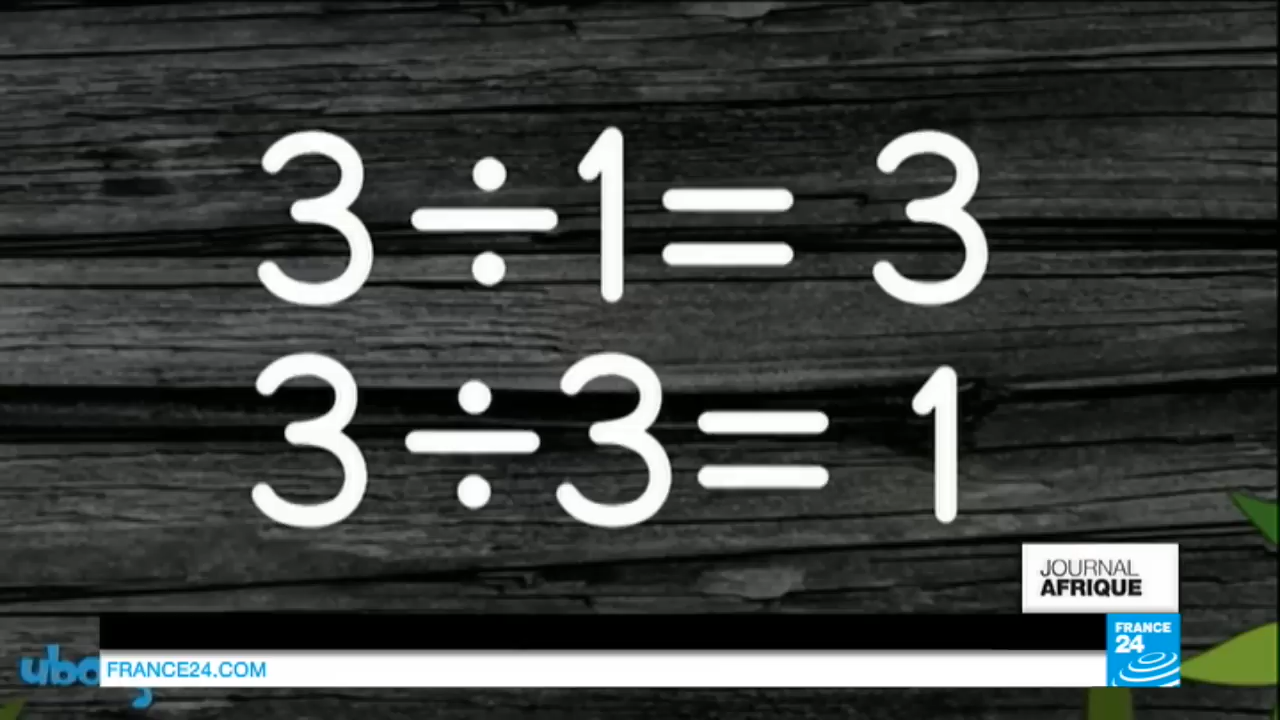 3 ÷ 1 = 3
3 ÷ 3 = 1
JOURNAL
AFRIQUE
FRANCE
24
FRANCE24.COM